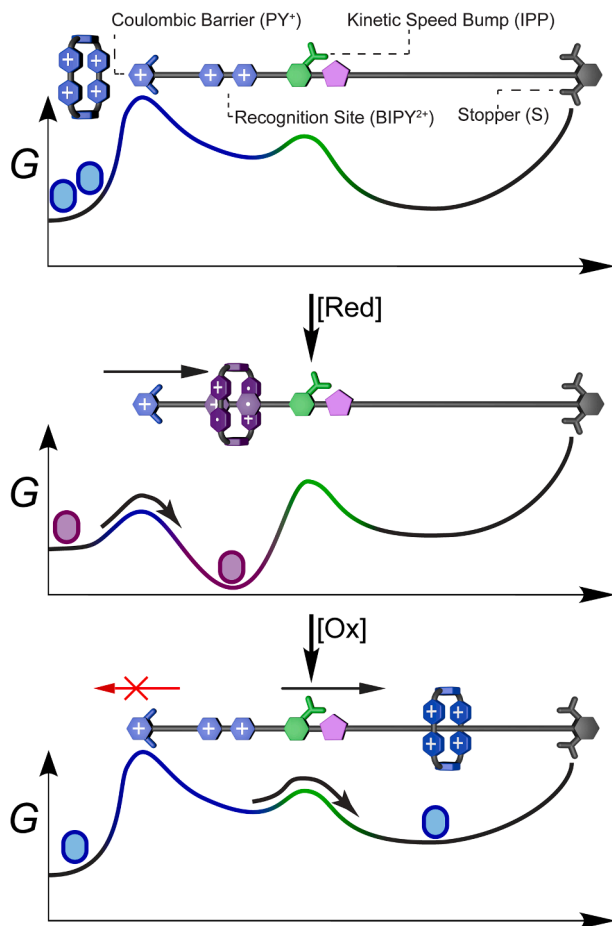 Coulombic Barrier (PY⁺)
Kinetic Speed Bump (IPP)
+ + + + + + +
Recognition Site (BIPY²⁺)
Stopper (S)
G
[Red]
G
[Ox]
G